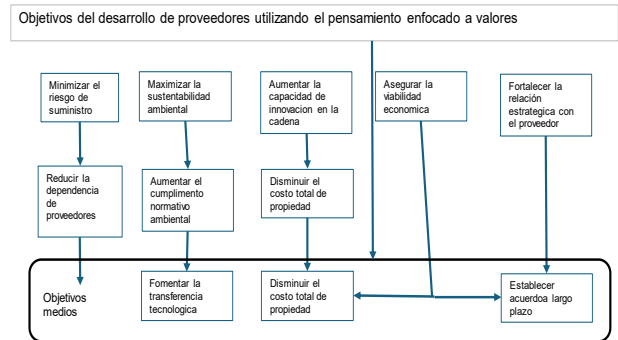 Objetivos del desarrollo de proveedores utilizando el pensamiento enfocado a valores
Minimizar el
riesgo de
suministro
Maximizar la
sustentabilidad
ambiental
Aumentar la
capacidad de
innovacion en la
cadena
Asegurar la
viabilidad
economica
Fortalecer la
relación
estrategica con
el proveedor
Reducir la
dependencia
de
proveedores
Aumentar el
cumplimento
normativo
ambiental
Disminuir el
costo total de
propiedad
Objetivos
medios
Fomentar la
transferencia
tecnologica
Disminuir el
costo total de
propiedad
Establecer
acuerdoa largo
plazo